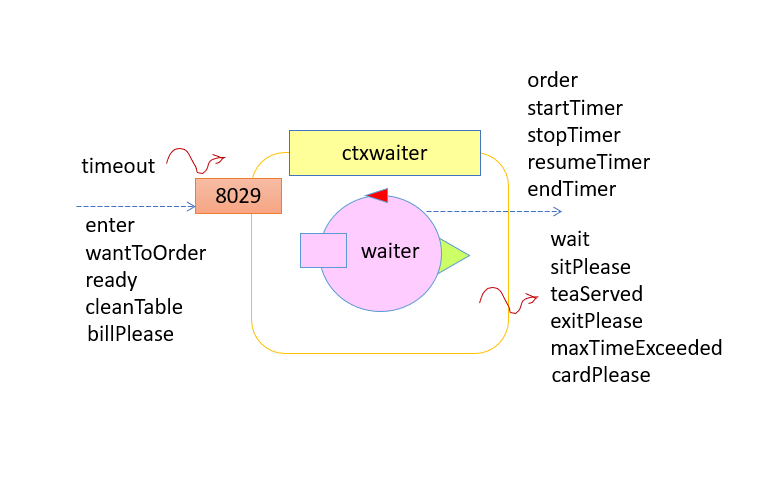 order
startTimer
stopTimer
resumeTimer
endTimer
ctxwaiter
timeout
8029
enter
wantToOrder
ready
cleanTable
billPlease
waiter
wait
sitPlease
teaServed
exitPlease
maxTimeExceeded
cardPlease